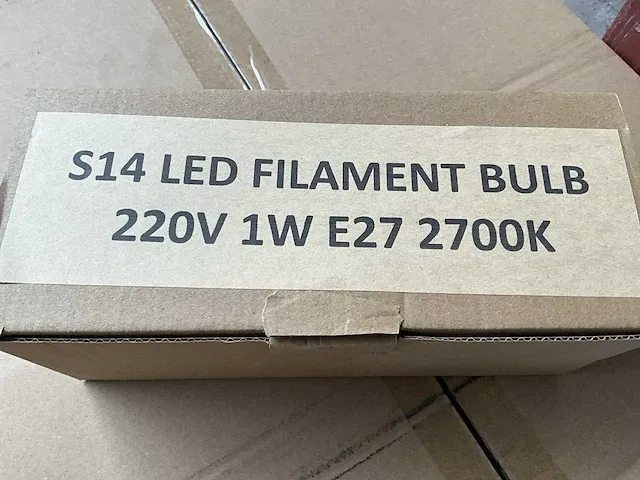 S14 LED FILAMENT BULB
220V 1W E27 2700K